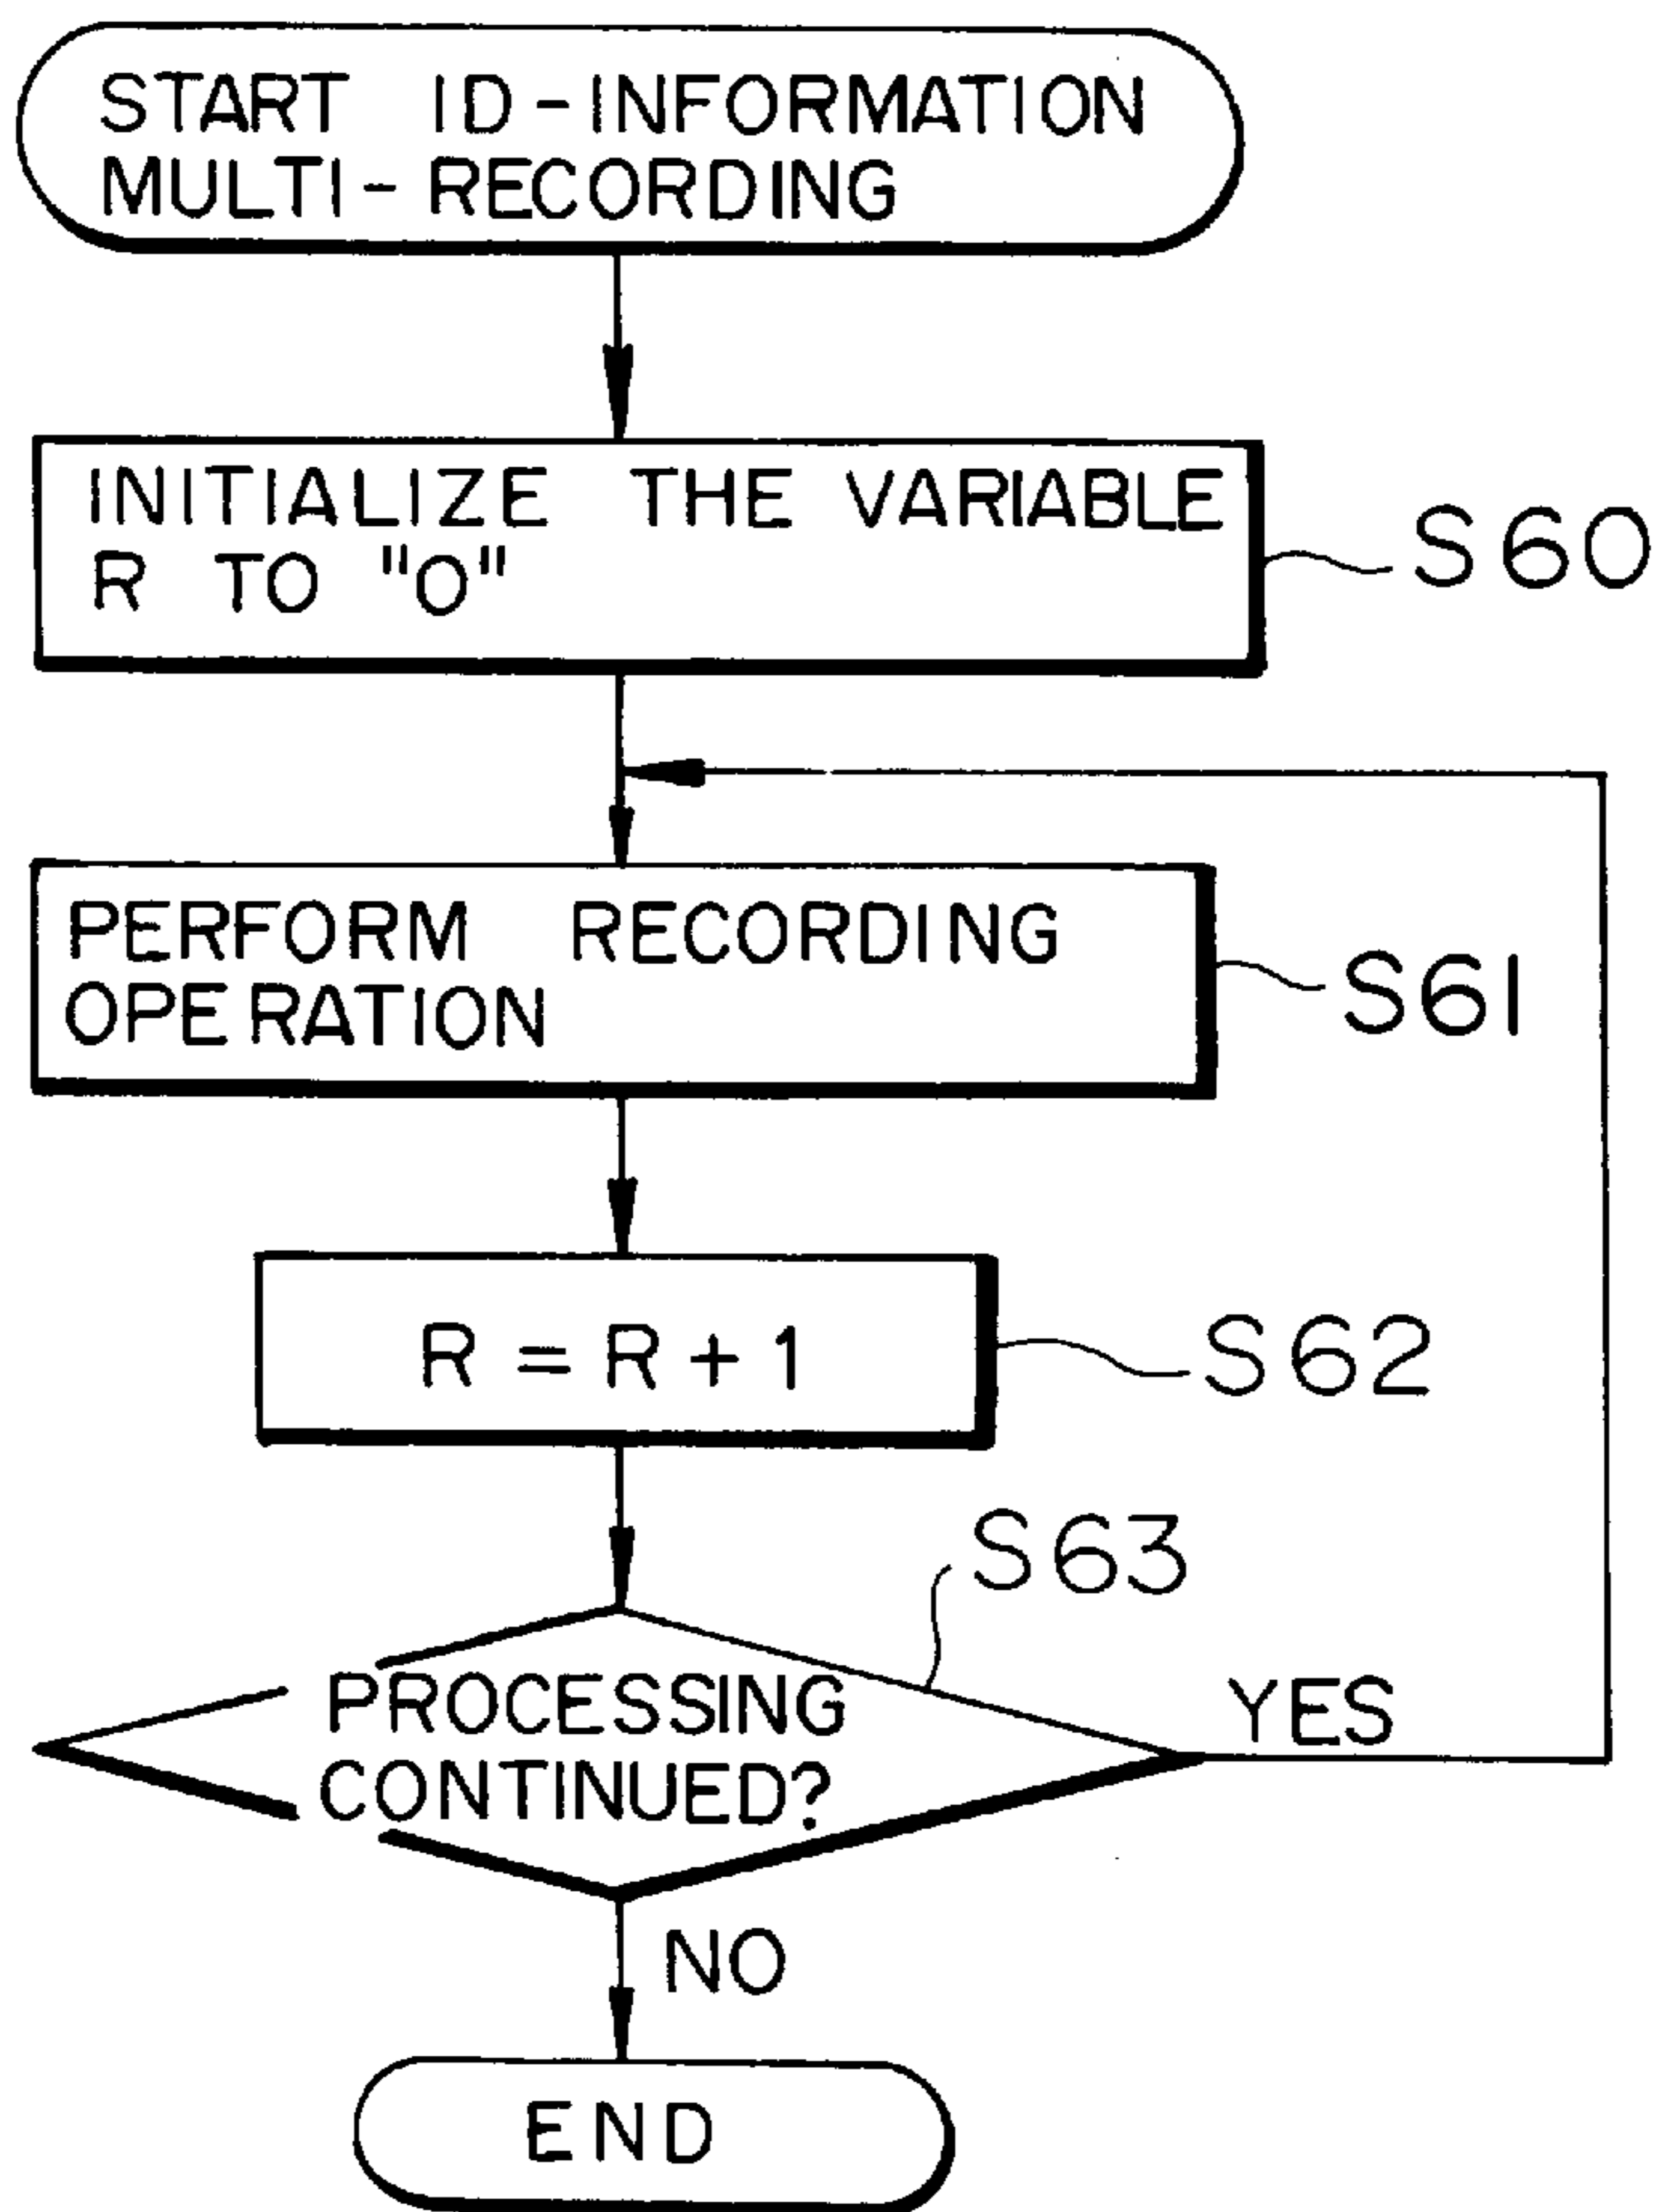 START ID-INFORMATION
MULTI-RECORDING
INITIALIZE THE VARIABLE
R TO "0"
S60
PERFORM RECORDING
OPERATION
S61
R = R + 1
S62
S63
PROCESSING
CONTINUED?
YES
NO
END